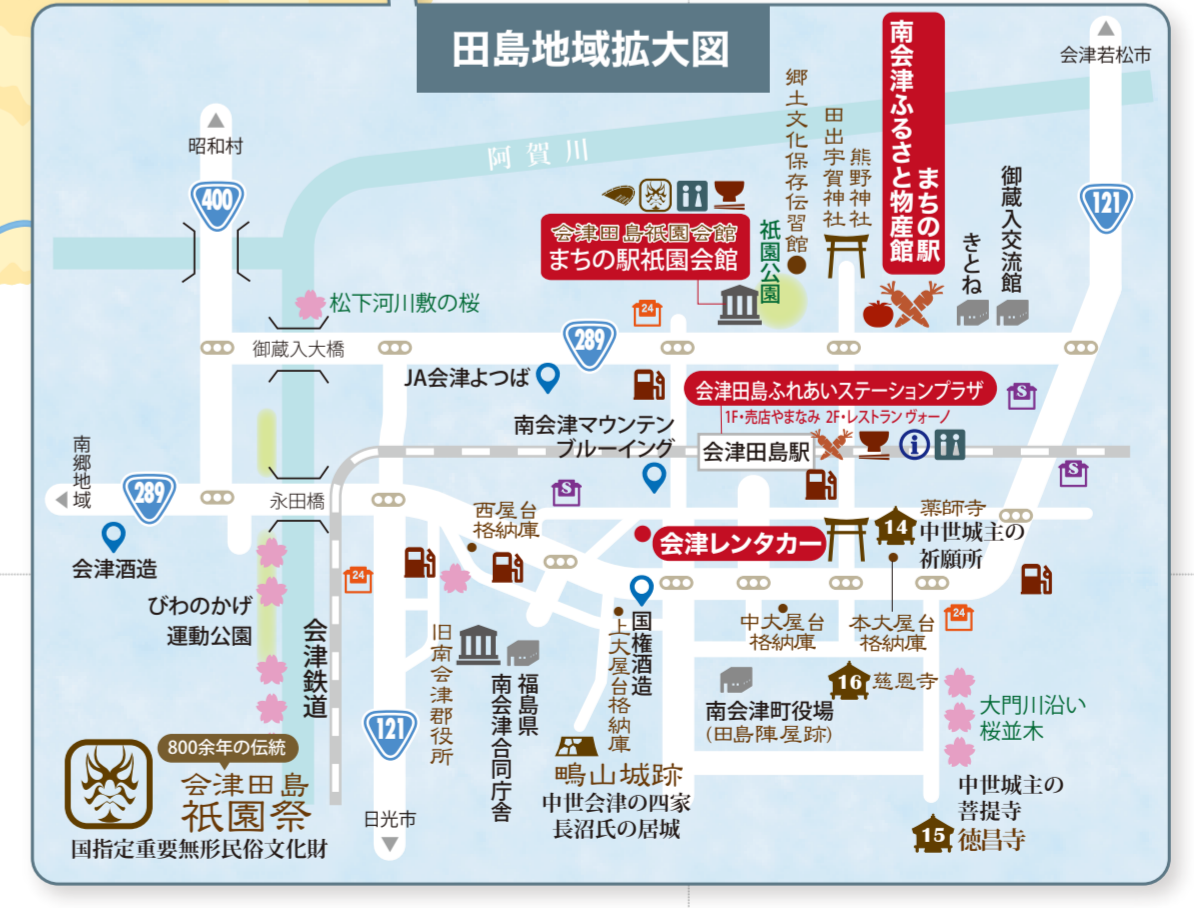 田島地域拡大図
会津若松市
昭和村
400
阿賀川
121
郷土文化保存伝習館
田出宇賀神社
熊野神社
南会津ふるさと物産館
まちの駅
御蔵入交流館
きとね
会津田島祇園会館
まちの駅祇園会館
祇園公園
松下河川敷の桜
24
289
御蔵入大橋
JA会津よつば
会津田島ふれあいステーションプラザ
1F・売店やまなみ 2F・レストラン ヴォーノ
S
南会津マウンテン
ブルーイング
会津田島駅
i
S
南郷地域
289
永田橋
S
西屋台
格納庫
会津酒造
会津レンタカー
14
薬師寺
中世城主の
祈願所
24
びわのかげ
運動公園
会津鉄道
旧南会津郡役所
福島県
南会津合同庁舎
国権酒造
上大屋台格納庫
中大屋台
格納庫
本大屋台
格納庫
24
16
慈恩寺
南会津町役場
(田島陣屋跡)
大門川沿い
桜並木
121
日光市
鴫山城跡
中世会津の四家
長沼氏の居城
中世城主の
菩提寺
15
徳昌寺
800余年の伝統
会津田島
祇園祭
国指定重要無形民俗文化財